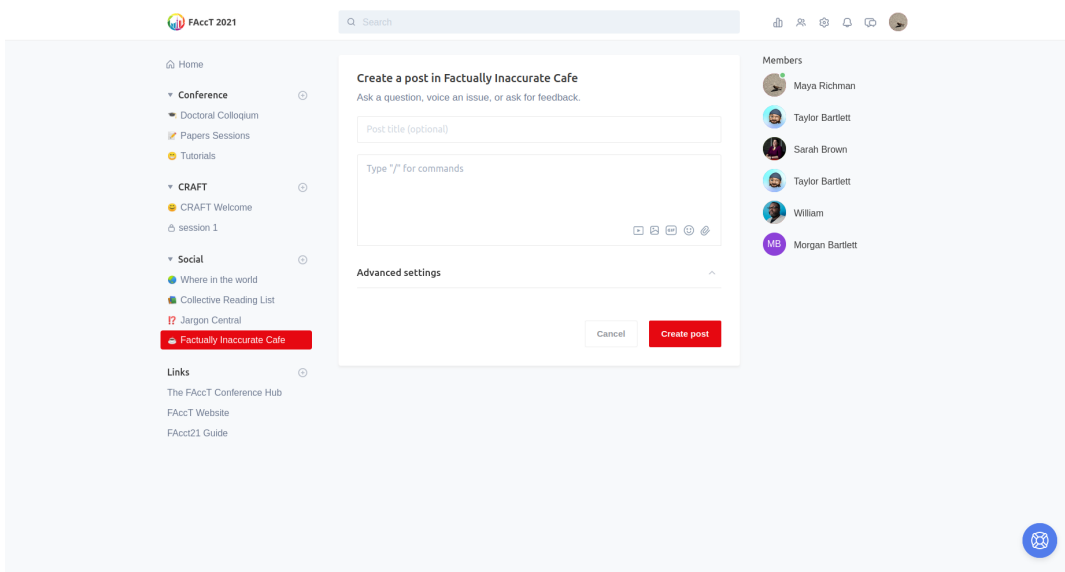 FAccT 2021
Search
Home
Conference
Doctoral Colloqium
Papers Sessions
Tutorials
CRAFT
CRAFT Welcome
session 1
Social
Where in the world
Collective Reading List
Jargon Central
Factually Inaccurate Cafe
Links
The FAccT Conference Hub
FAccT Website
FAcct21 Guide
Create a post in Factually Inaccurate Cafe
Ask a question, voice an issue, or ask for feedback.
Post title (optional)
Type "/" for commands
GIF
Advanced settings
Cancel
Create post
Members
Maya Richman
Taylor Bartlett
Sarah Brown
Taylor Bartlett
William
MB Morgan Bartlett